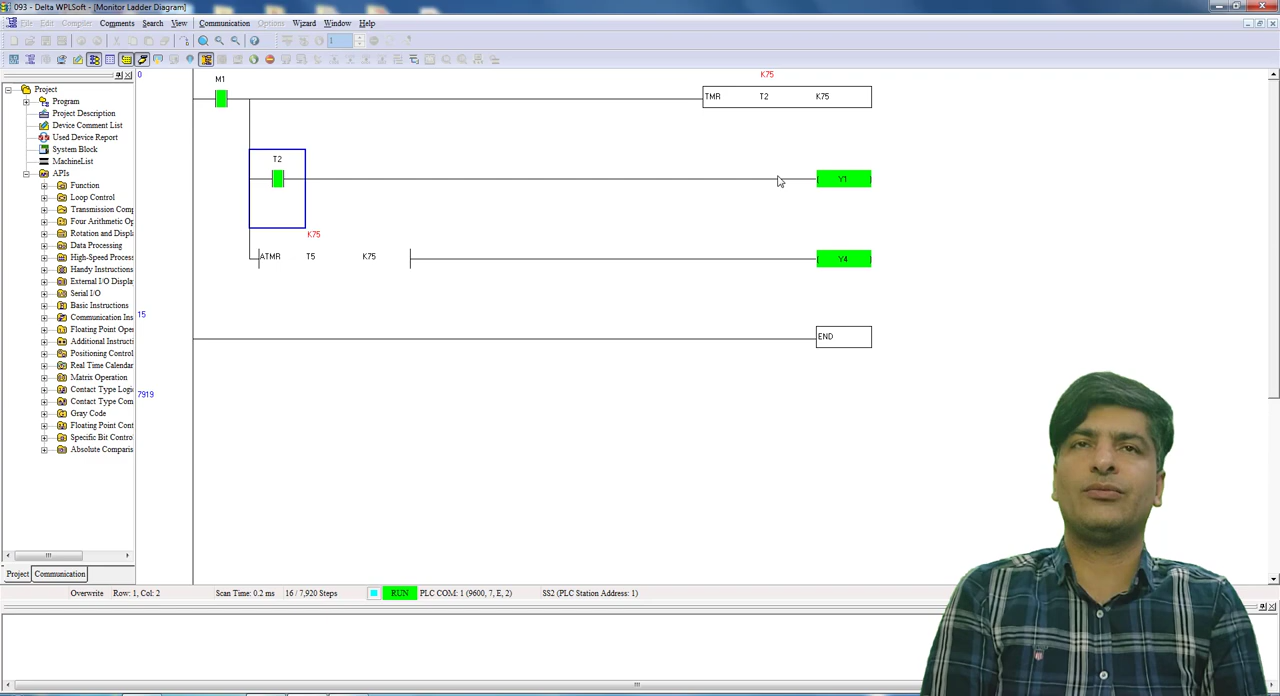 093 - Delta WPLSoft - [Monitor Ladder Diagram]
File Edit Compiler Comments Search View Communication Options Wizard Window Help
1
Project
Program
Project Description
Device Comment List
Used Device Report
System Block
MachineList
APIs
Function
Loop Control
Transmission Comp
Four Arithmetic Op
Rotation and Displ
Data Processing
High-Speed Process
Handy Instructions
External I/O Displa
Serial I/O
Basic Instructions
Communication Ins
Floating Point Oper
Additional Instructi
Positioning Control
Real Time Calendar
Matrix Operation
Contact Type Logi
Contact Type Com
Gray Code
Floating Point Cont
Specific Bit Contro
Absolute Comparis
Project Communication
0
M1
K75
TMR T2 K75
T2
Y1
K75
ATMR T5 K75
Y4
15
END
7919
Overwrite Row: 1, Col: 2 Scan Time: 0.2 ms 16 / 7,920 Steps RUN PLC COM: 1 (9600, 7, E, 2) SS2 (PLC Station Address: 1)